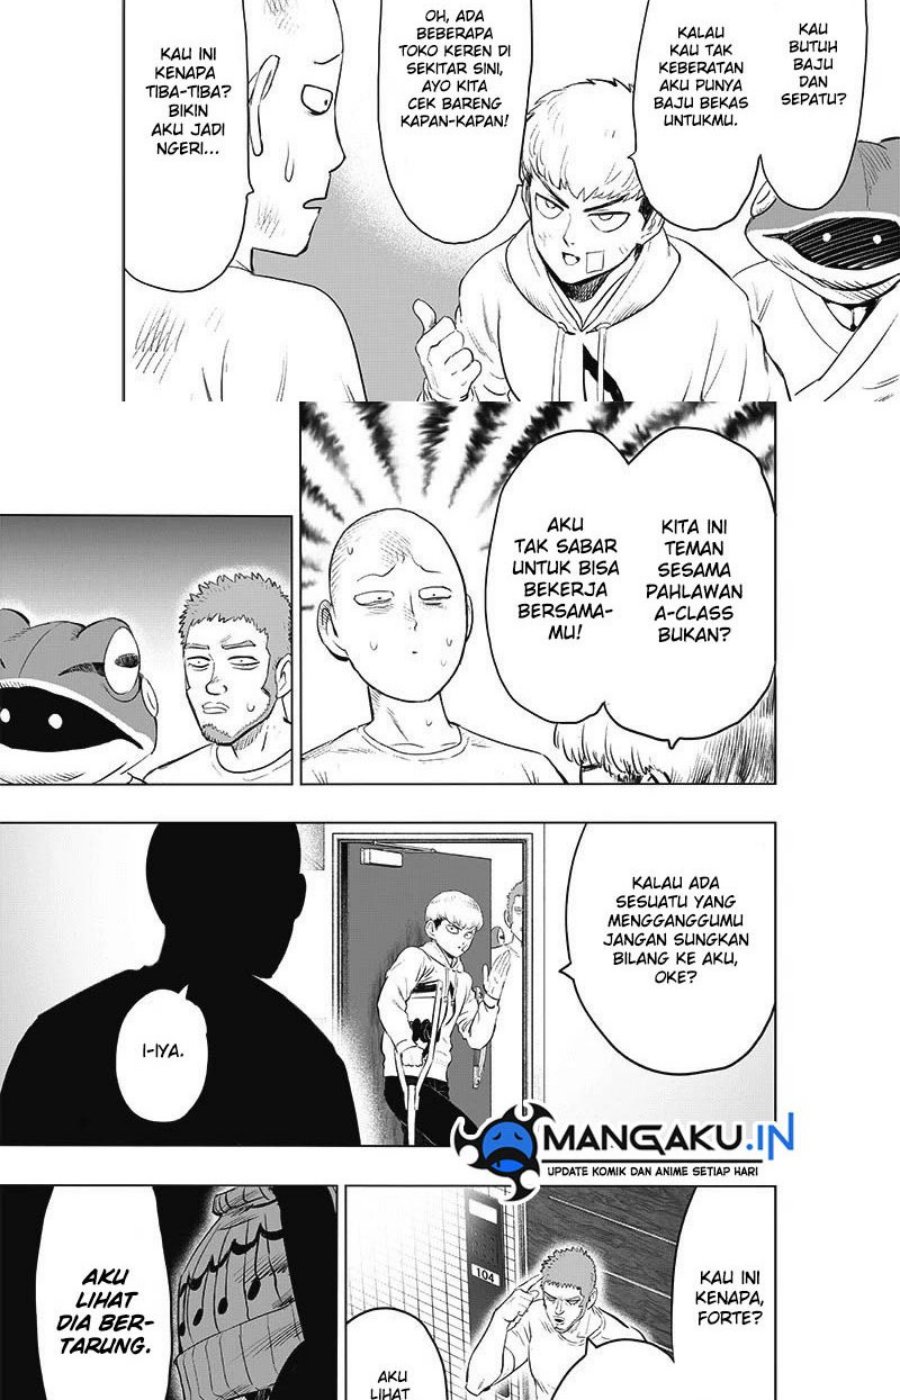 KAU
BUTUH
BAJU
DAN
SEPATU?
KALAU
KAU TAK
KEBERATAN
AKU PUNYA
BAJU BEKAS
UNTUKMU.
OH, ADA
BEBERAPA
TOKO KEREN DI
SEKITAR SINI,
AYO KITA
CEK BARENG
KAPAN-KAPAN!
KAU INI
KENAPA
TIBA-TIBA?
BIKIN
AKU JADI
NGERI...
KITA INI
TEMAN
SESAMA
PAHLAWAN
A-CLASS
BUKAN?
AKU
TAK SABAR
UNTUK BISA
BEKERJA
BERSAMA-
MU!
KALAU ADA
SESUATU YANG
MENGGANGGUMU
JANGAN SUNGKAN
BILANG KE AKU,
OKE?
I-IYA.
MANGAKU.IN
UPDATE KOMIK DAN ANIME SETIAP HARI
KAU INI
KENAPA,
FORTE?
104
AKU
LIHAT
AKU
LIHAT
DIA BER-
TARUNG.